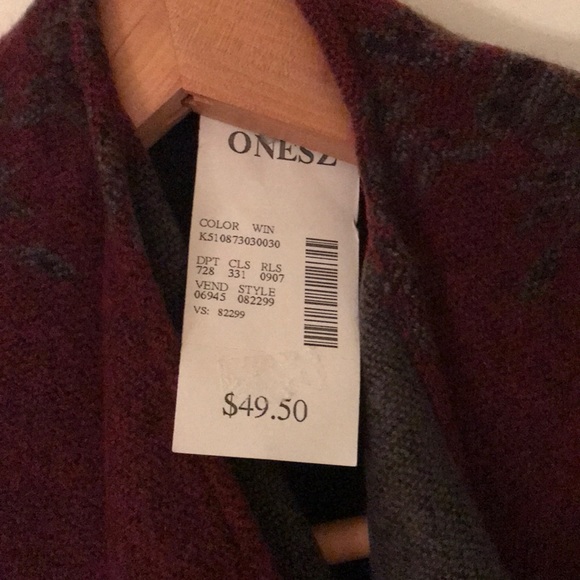 ONESZ
COLOR WIN
K510873030030
DPT CLS RLS
728 331 0907
VEND STYLE
06945 082299
VS: 82299
$49.50